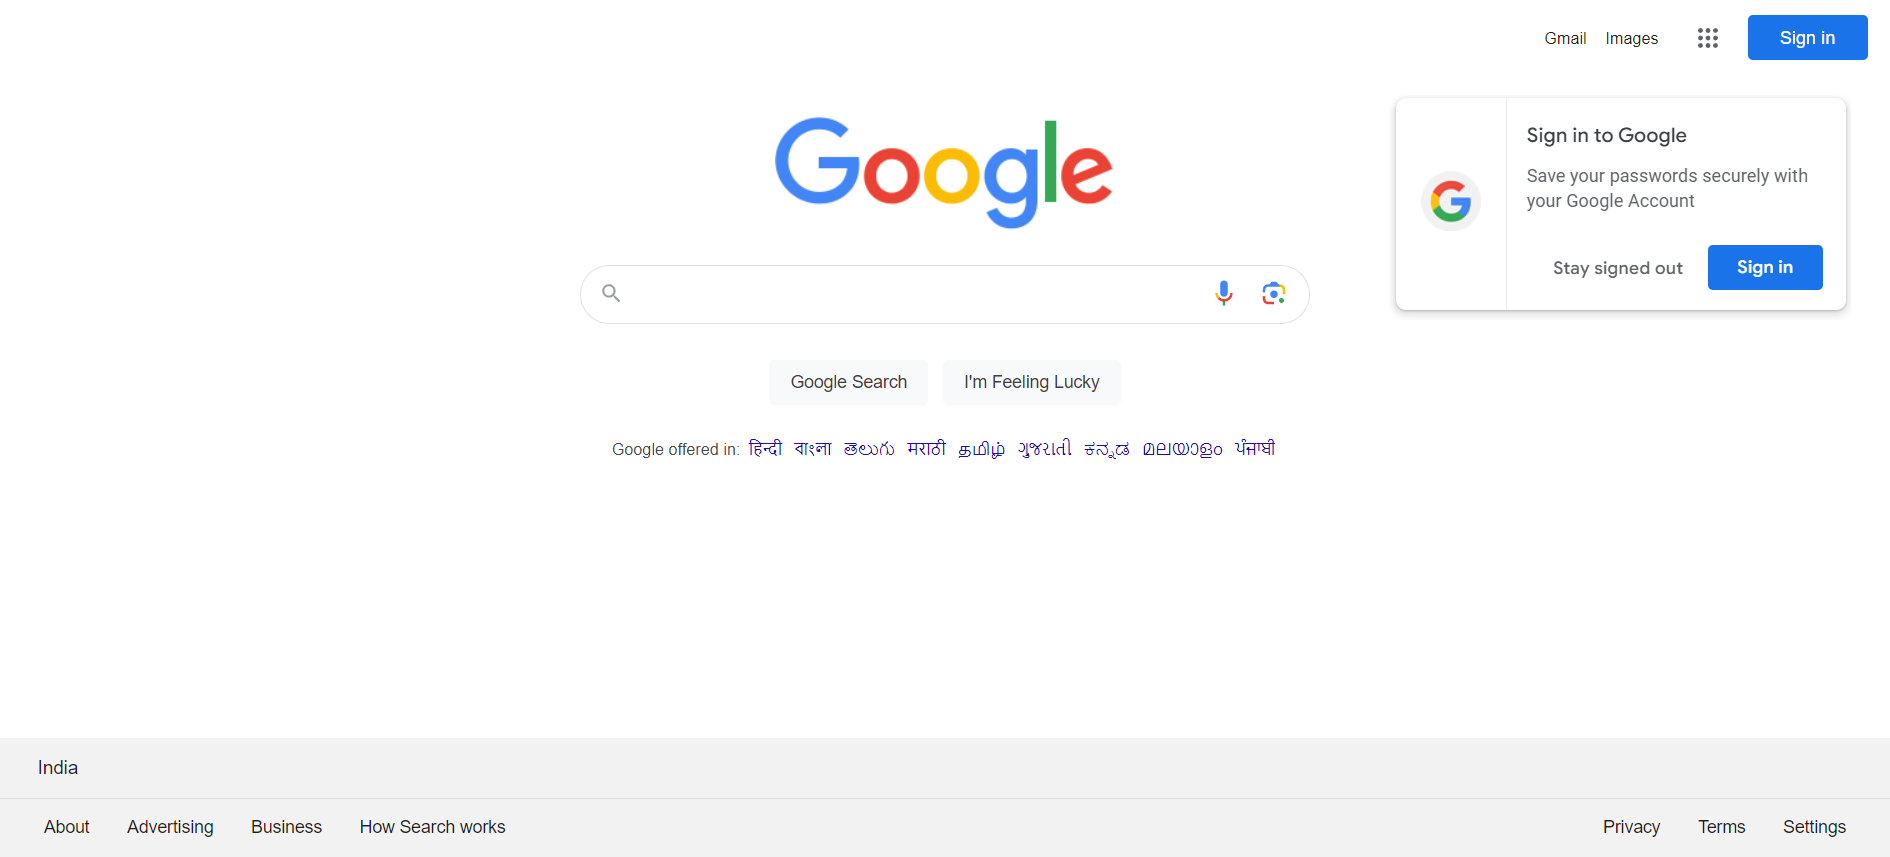 Gmail Images Sign in
Google
Sign in to Google
Save your passwords securely with
your Google Account
Stay signed out Sign in
Google Search I'm Feeling Lucky
Google offered in: हिन्दी বাংলা తెలుగు मराठी தமிழ் ગુજરાતી ಕನ್ನಡ മലയാളം ਪੰਜਾਬੀ
India
About Advertising Business How Search works Privacy Terms Settings